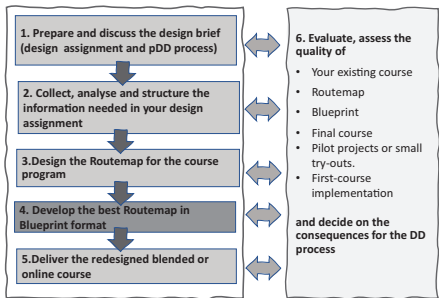 1. Prepare and discuss the design brief
(design assignment and pDD process)
2. Collect, analyse and structure the
information needed in your design
assignment
3.Design the Routemap for the course
program
4. Develop the best Routemap in
Blueprint format
5.Deliver the redesigned blended or
online course
6. Evaluate, assess the
quality of
• Your existing course
• Routemap
• Blueprint
• Final course
• Pilot projects or small
try-outs.
• First-course
implementation
and decide on the
consequences for the DD
process